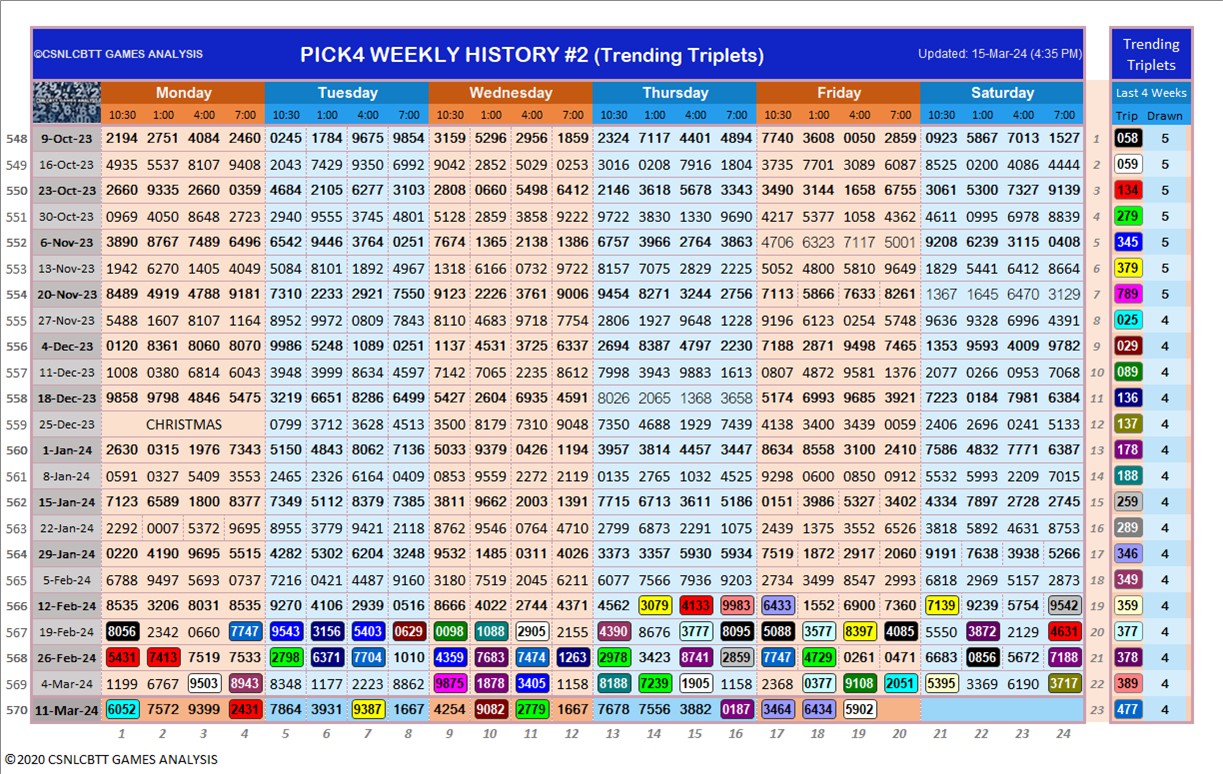 ©CSNLCBTT GAMES ANALYSIS PICK4 WEEKLY HISTORY #2 (Trending Triplets) Updated: 15-Mar-24 (4:35 PM) Trending
Triplets
Monday Tuesday Wednesday Thursday Friday Saturday Last 4 Weeks
10:30 1:00 4:00 7:00 10:30 1:00 4:00 7:00 10:30 1:00 4:00 7:00 10:30 1:00 4:00 7:00 10:30 1:00 4:00 7:00 10:30 1:00 4:00 7:00 Trip Drawn
548 9-Oct-23 2194 2751 4084 2460 0245 1784 9675 9854 3159 5296 2956 1859 2324 7117 4401 4894 7740 3608 0050 2859 0923 5867 7013 1527 1 058 5
549 16-Oct-23 4935 5537 8107 9408 2043 7429 9350 6992 9042 2852 5029 0253 3016 0208 7916 1804 3735 7701 3089 6087 8525 0200 4086 4444 2 059 5
550 23-Oct-23 2660 9335 2660 0359 4684 2105 6277 3103 2808 0660 5498 6412 2146 3618 5678 3343 3490 3144 1658 6755 3061 5300 7327 9139 3 134 5
551 30-Oct-23 0969 4050 8648 2723 2940 9555 3745 4801 5128 2859 3858 9222 9722 3830 1330 9690 4217 5377 1058 4362 4611 0995 6978 8839 4 279 5
552 6-Nov-23 3890 8767 7489 6496 6542 9446 3764 0251 7674 1365 2138 1386 6757 3966 2764 3863 4706 6323 7117 5001 9208 6239 3115 0408 5 345 5
553 13-Nov-23 1942 6270 1405 4049 5084 8101 1892 4967 1318 6166 0732 9722 8157 7075 2829 2225 5052 4800 5810 9649 1829 5441 6412 8664 6 379 5
554 20-Nov-23 8489 4919 4788 9181 7310 2233 2921 7550 9123 2226 3761 9006 9454 8271 3244 2756 7113 5866 7633 8261 1367 1645 6470 3129 7 789 5
555 27-Nov-23 5488 1607 8107 1164 8952 9972 0809 7843 8110 4683 9718 7754 2806 1927 9648 1228 9196 6123 0254 5748 9636 9328 6996 4391 8 025 4
556 4-Dec-23 0120 8361 8060 8070 9986 5248 1089 0251 1137 4531 3725 6337 2694 8387 4797 2230 7188 2871 9498 7465 1353 9593 4009 9782 9 029 4
557 11-Dec-23 1008 0380 6814 6043 3948 3999 8634 4597 7142 7065 2235 8612 7998 3943 9883 1613 0807 4872 9581 1376 2077 0266 0953 7068 10 089 4
558 18-Dec-23 9858 9798 4846 5475 3219 6651 8286 6499 5427 2604 6935 4591 8026 2065 1368 3658 5174 6993 9685 3921 7223 0184 7981 6384 11 136 4
559 25-Dec-23 CHRISTMAS 0799 3712 3628 4513 3500 8179 7310 9048 7350 4688 1929 7439 4138 3400 3439 0059 2406 2696 0241 5133 12 137 4
560 1-Jan-24 2630 0315 1976 7343 5150 4843 8062 7136 5033 9379 0426 1194 3957 3814 4457 3447 8634 8558 3100 2410 7586 4832 7771 6387 13 178 4
561 8-Jan-24 0591 0327 5409 3553 2465 2326 6164 0405 0853 9559 2272 2119 0135 2765 1035 4525 9298 0600 0850 0912 5532 5993 2209 7015 14 188 4
562 15-Jan-24 7123 6589 1800 8377 7349 5112 8379 7385 3811 9662 2003 1391 7715 6713 3611 5186 0151 3986 5327 3402 4334 7897 2728 2745 15 259 4
563 22-Jan-24 2292 0007 5372 9695 8955 3779 9421 2118 8762 9546 0764 4710 2799 6873 2291 1075 2439 1375 3552 6526 3818 5892 4631 8753 16 289 4
564 29-Jan-24 0220 4190 9695 5515 4282 5302 6204 3248 9532 1485 0311 4026 3373 3357 5930 5934 7519 1872 2917 2060 9191 7638 3938 5266 17 346 4
565 5-Feb-24 6788 9497 5693 0737 7216 0421 4487 9160 3180 7519 2045 6211 6077 7566 7936 9203 2734 3499 8547 2993 6818 2969 5157 2873 18 349 4
566 12-Feb-24 8535 3206 8031 8535 9270 4106 2939 0516 8666 4022 2744 4371 4562 3079 4133 9983 6433 1552 6900 7360 7139 9239 5754 9542 19 359 4
567 19-Feb-24 8056 2342 0660 7747 9543 3156 5403 0629 0098 1088 2905 2155 4390 8676 3777 8095 5088 3577 8397 4085 5550 3872 2129 4631 20 377 4
568 26-Feb-24 5431 7413 7519 7533 2798 6371 7704 1010 4359 7683 7474 1263 2978 3423 8741 2859 7747 4729 0261 0471 6683 0856 5672 7188 21 378 4
569 4-Mar-24 1199 6767 9503 8943 8348 1177 2223 8862 9875 1878 3405 1158 8188 7239 1905 1158 2368 0377 9108 2051 5395 3369 6190 3717 22 389 4
570 11-Mar-24 6052 7572 9399 2431 7864 3931 9387 1667 4254 9082 2779 1667 7678 7556 3882 0187 3464 6434 5902 23 477 4
1 2 3 4 5 6 7 8 9 10 11 12 13 14 15 16 17 18 19 20 21 22 23 24
©2020 CSNLCBTT GAMES ANALYSIS